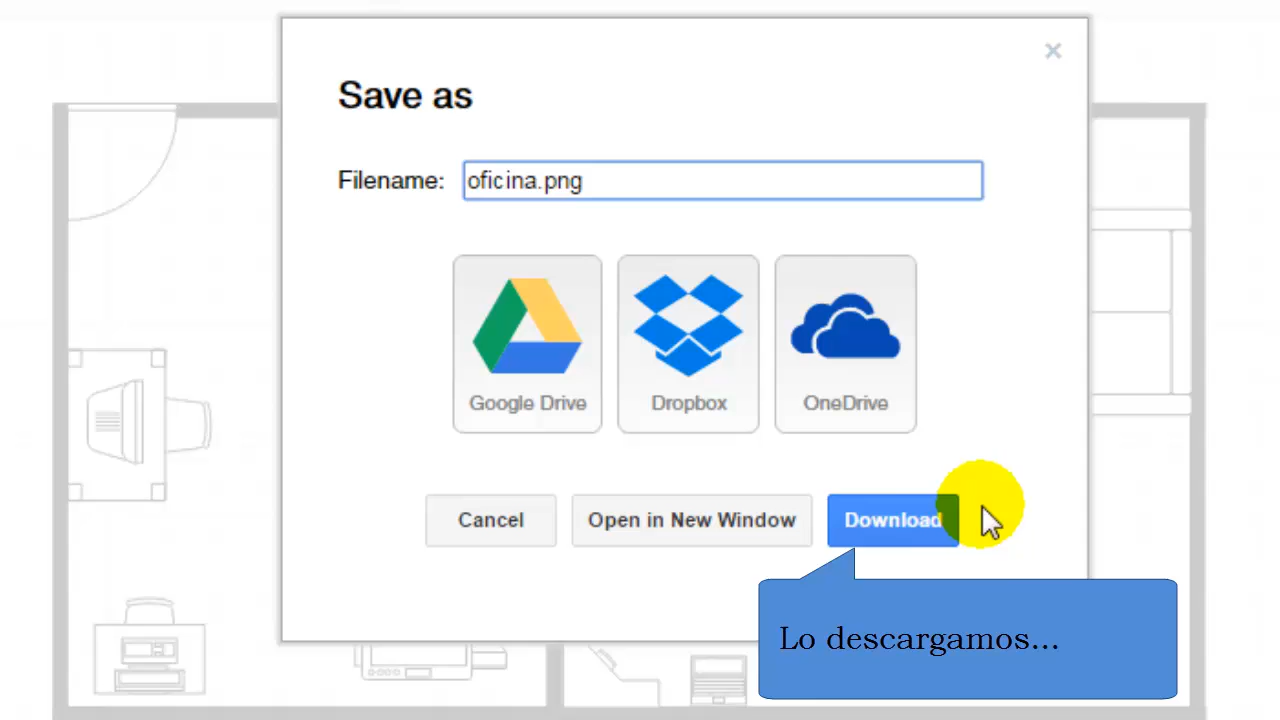 Save as
Filename: oficina.png
Google Drive Dropbox OneDrive
Cancel Open in New Window Download
Lo descargamos...